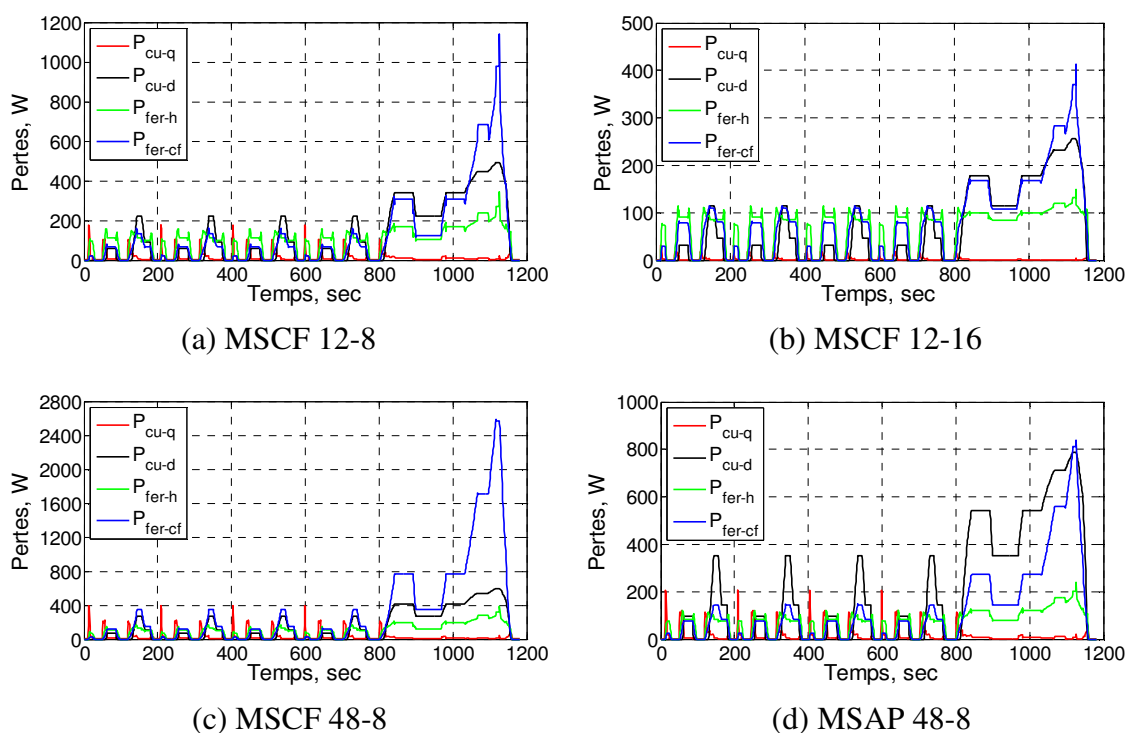 1200
1000
800
600
400
200
0
Pertes, W
P_cu-q
P_cu-d
P_fer-h
P_fer-cf
0 200 400 600 800 1000 1200
Temps, sec
(a) MSCF 12-8
500
400
300
200
100
0
Pertes, W
P_cu-q
P_cu-d
P_fer-h
P_fer-cf
0 200 400 600 800 1000 1200
Temps, sec
(b) MSCF 12-16
2800
2400
2000
1600
1200
800
400
0
Pertes, W
P_cu-q
P_cu-d
P_fer-h
P_fer-cf
0 200 400 600 800 1000 1200
Temps, sec
(c) MSCF 48-8
1000
800
600
400
200
0
Pertes, W
P_cu-q
P_cu-d
P_fer-h
P_fer-cf
0 200 400 600 800 1000 1200
Temps, sec
(d) MSAP 48-8